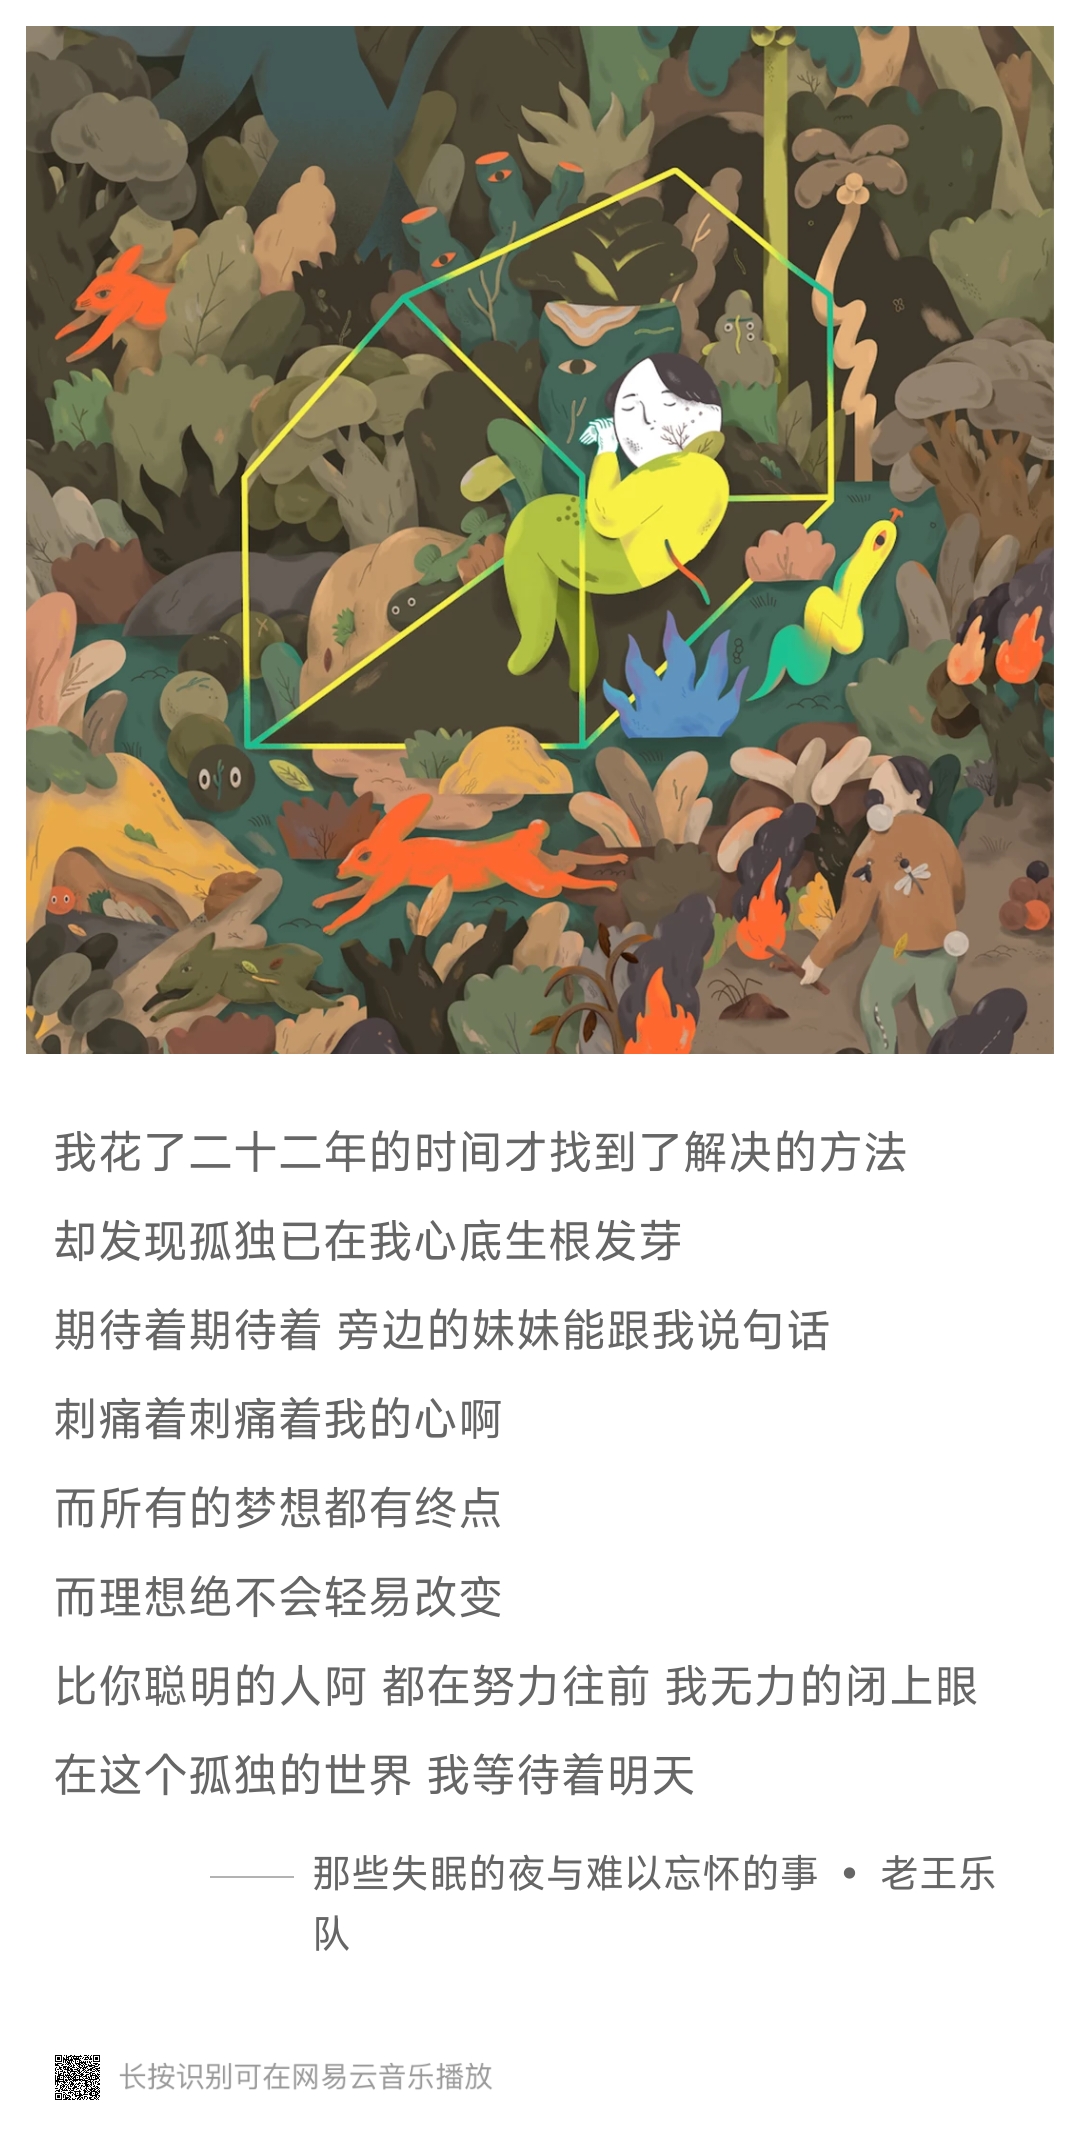 我花了二十二年的时间才找到了解决的方法
却发现孤独已在我心底生根发芽
期待着期待着 旁边的妹妹能跟我说句话
刺痛着刺痛着我的心啊
而所有的梦想都有终点
而理想绝不会轻易改变
比你聪明的人阿 都在努力往前 我无力的闭上眼
在这个孤独的世界 我等待着明天
—— 那些失眠的夜与难以忘怀的事 • 老王乐
队
长按识别可在网易云音乐播放